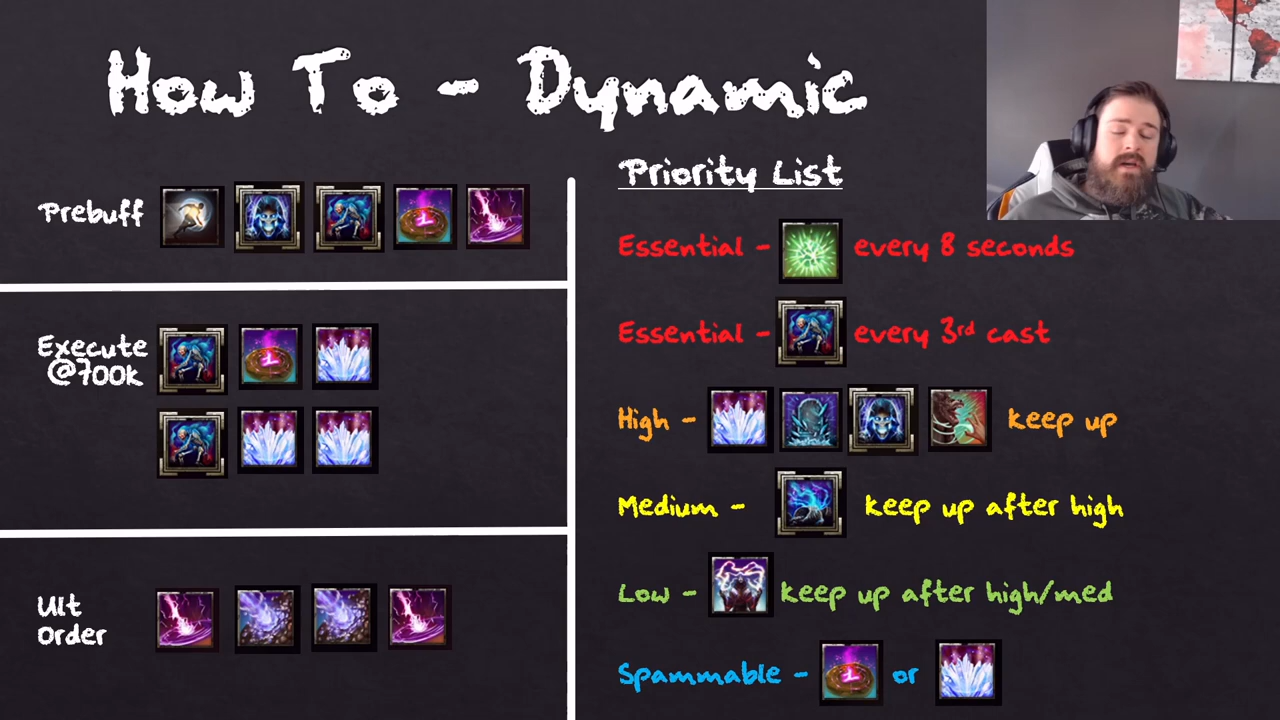 How To - Dynamic
Prebuff
Execute
@700k
Ult
Order
Priority List
Essential - every 8 seconds
Essential - every 3rd cast
High - keep up
Medium - keep up after high
Low - keep up after high/med
Spammable - or